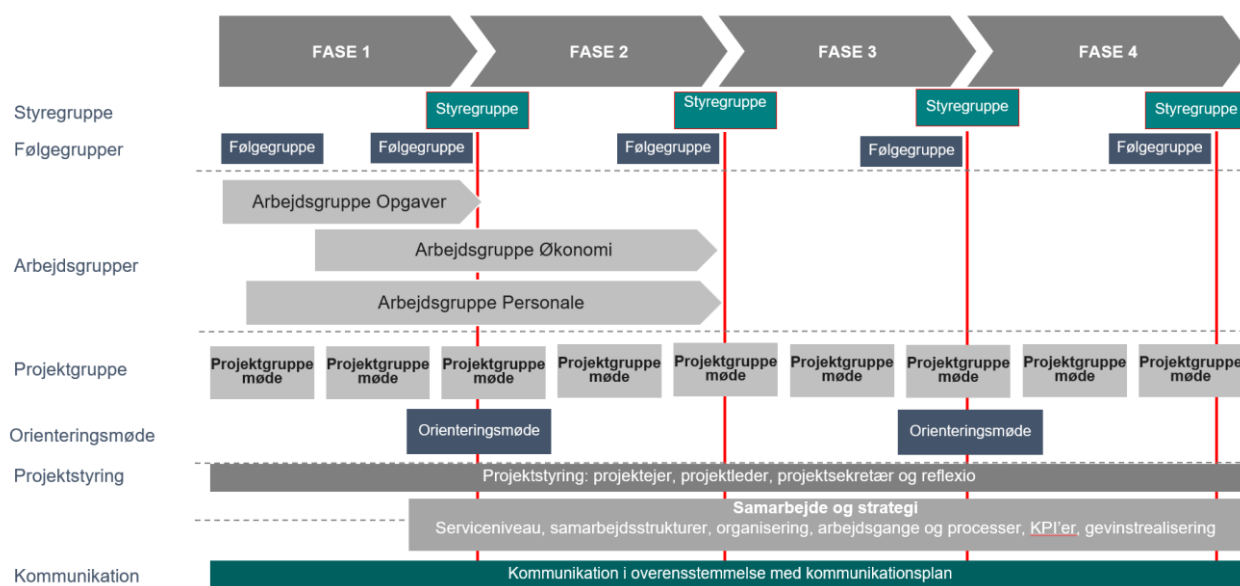 FASE 1 FASE 2 FASE 3 FASE 4
Styregruppe Styregruppe Styregruppe Styregruppe Styregruppe
Følgegrupper Følgegruppe Følgegruppe Følgegruppe Følgegruppe Følgegruppe
Arbejdsgruppe Opgaver
Arbejdsgruppe Økonomi
Arbejdsgrupper
Arbejdsgruppe Personale
Projektgruppe
Projektgruppe møde
Projektgruppe møde
Projektgruppe møde
Projektgruppe møde
Projektgruppe møde
Projektgruppe møde
Projektgruppe møde
Projektgruppe møde
Projektgruppe møde
Orienteringsmøde Orienteringsmøde Orienteringsmøde
Projektstyring Projektstyring: projektejer, projektleder, projektsekretær og reflexio
Samarbejde og strategi
Serviceniveau, samarbejdsstrukturer, organisering, arbejdsgange og processer, KPI'er, gevinstrealisering
Kommunikation Kommunikation i overensstemmelse med kommunikationsplan